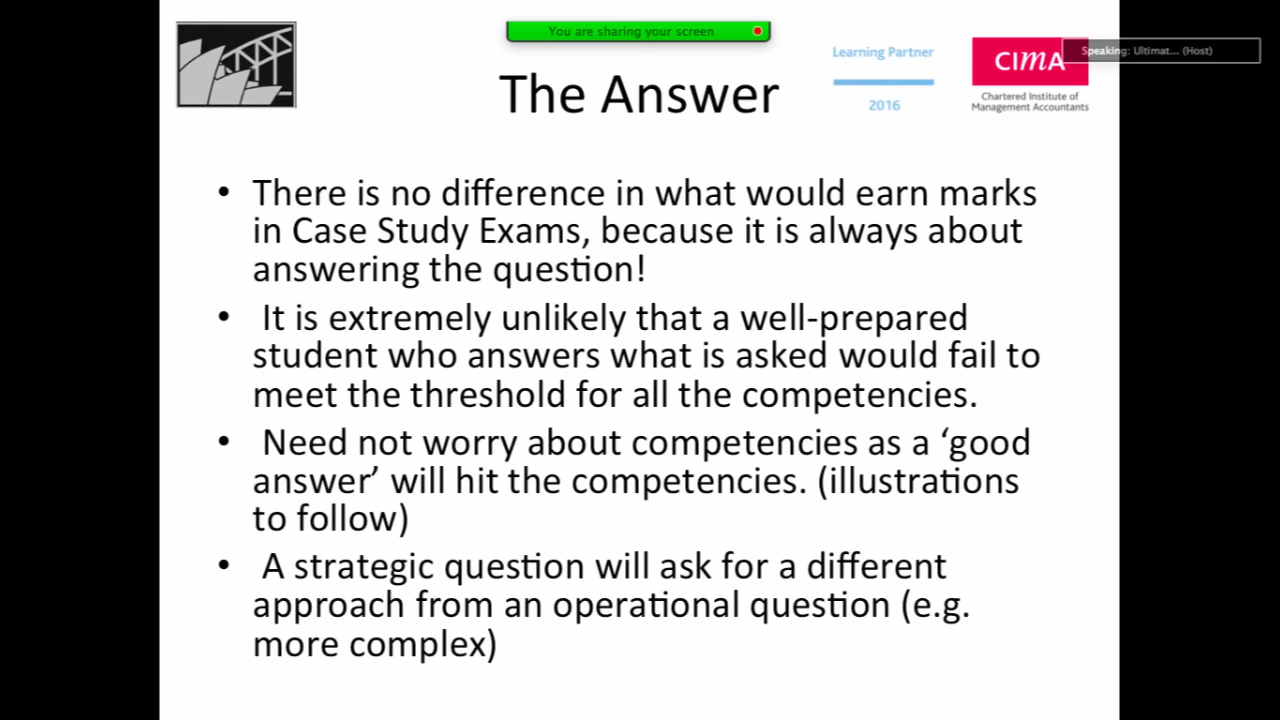 You are sharing your screen
Speaking: Ultimat... (Host)
Learning Partner
2016
CIMA
Chartered Institute of
Management Accountants
The Answer
• There is no difference in what would earn marks
in Case Study Exams, because it is always about
answering the question!
• It is extremely unlikely that a well-prepared
student who answers what is asked would fail to
meet the threshold for all the competencies.
• Need not worry about competencies as a ‘good
answer’ will hit the competencies. (illustrations
to follow)
• A strategic question will ask for a different
approach from an operational question (e.g.
more complex)